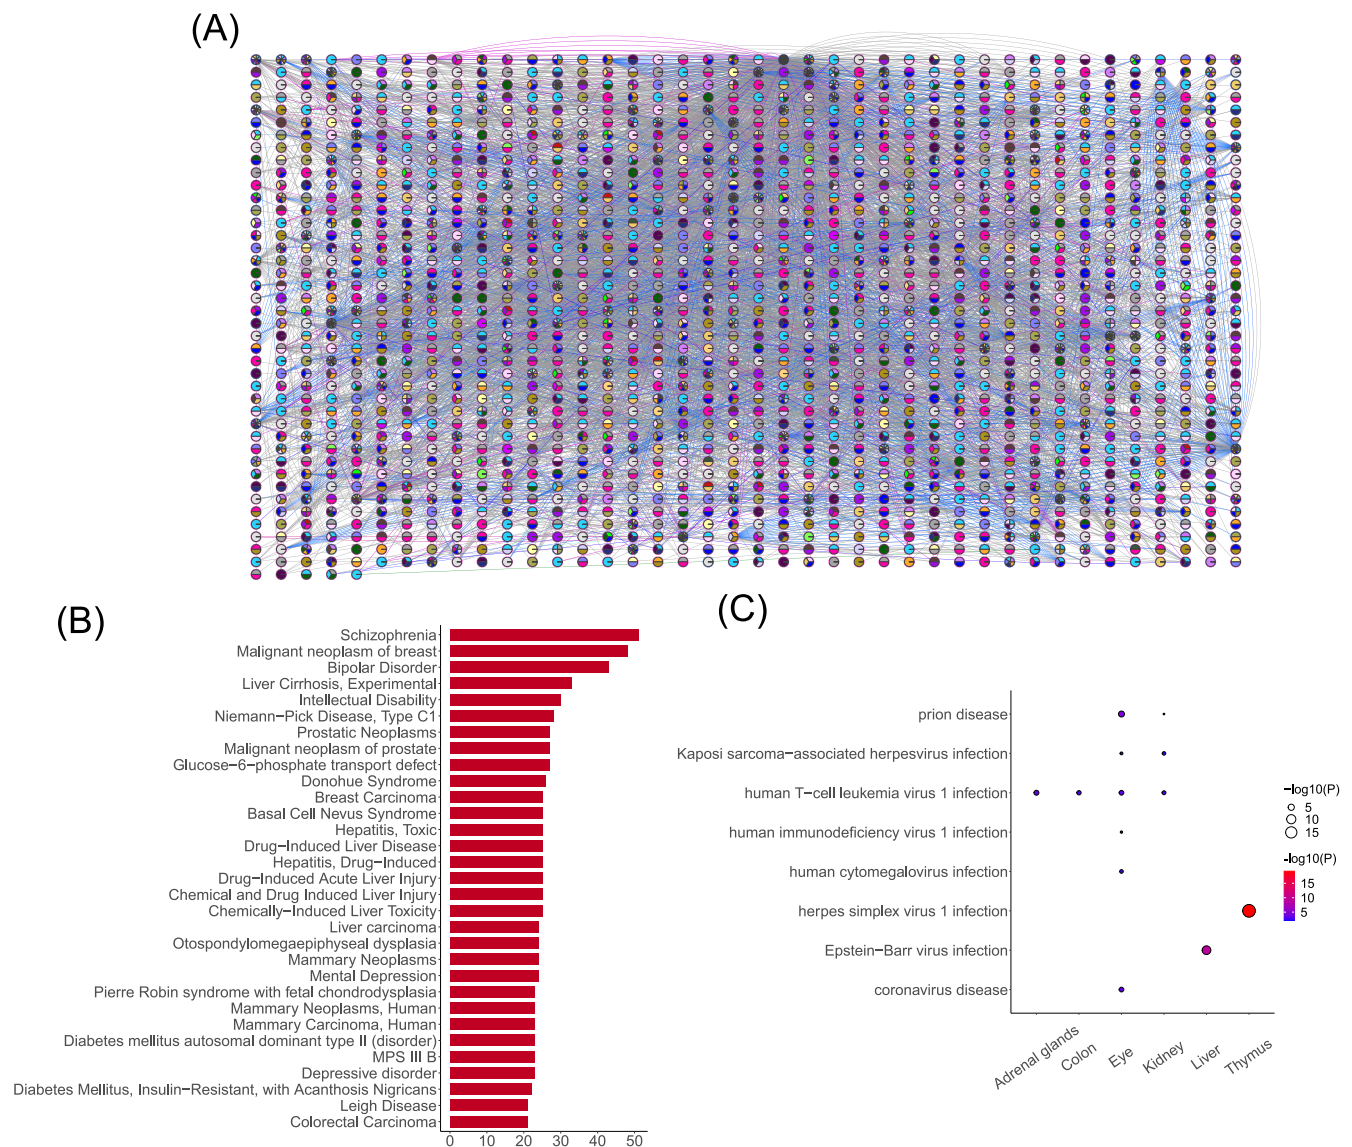 (A)
(B)
Schizophrenia
Malignant neoplasm of breast
Bipolar Disorder
Liver Cirrhosis, Experimental
Intellectual Disability
Niemann−Pick Disease, Type C1
Prostatic Neoplasms
Malignant neoplasm of prostate
Glucose−6−phosphate transport defect
Donohue Syndrome
Breast Carcinoma
Basal Cell Nevus Syndrome
Hepatitis, Toxic
Drug−Induced Liver Disease
Hepatitis, Drug−Induced
Drug−Induced Acute Liver Injury
Chemical and Drug Induced Liver Injury
Chemically−Induced Liver Toxicity
Liver carcinoma
Otospondylomegaepiphyseal dysplasia
Mammary Neoplasms
Mental Depression
Pierre Robin syndrome with fetal chondrodysplasia
Mammary Neoplasms, Human
Mammary Carcinoma, Human
Diabetes mellitus autosomal dominant type II (disorder)
MPS III B
Depressive disorder
Diabetes Mellitus, Insulin−Resistant, with Acanthosis Nigricans
Leigh Disease
Colorectal Carcinoma
0 10 20 30 40 50
(C)
prion disease
Kaposi sarcoma−associated herpesvirus infection
human T−cell leukemia virus 1 infection
human immunodeficiency virus 1 infection
human cytomegalovirus infection
herpes simplex virus 1 infection
Epstein−Barr virus infection
coronavirus disease
Adrenal glands
Colon
Eye
Kidney
Liver
Thymus
−log10(P)
5
10
15
-log10(P)
15
10
5